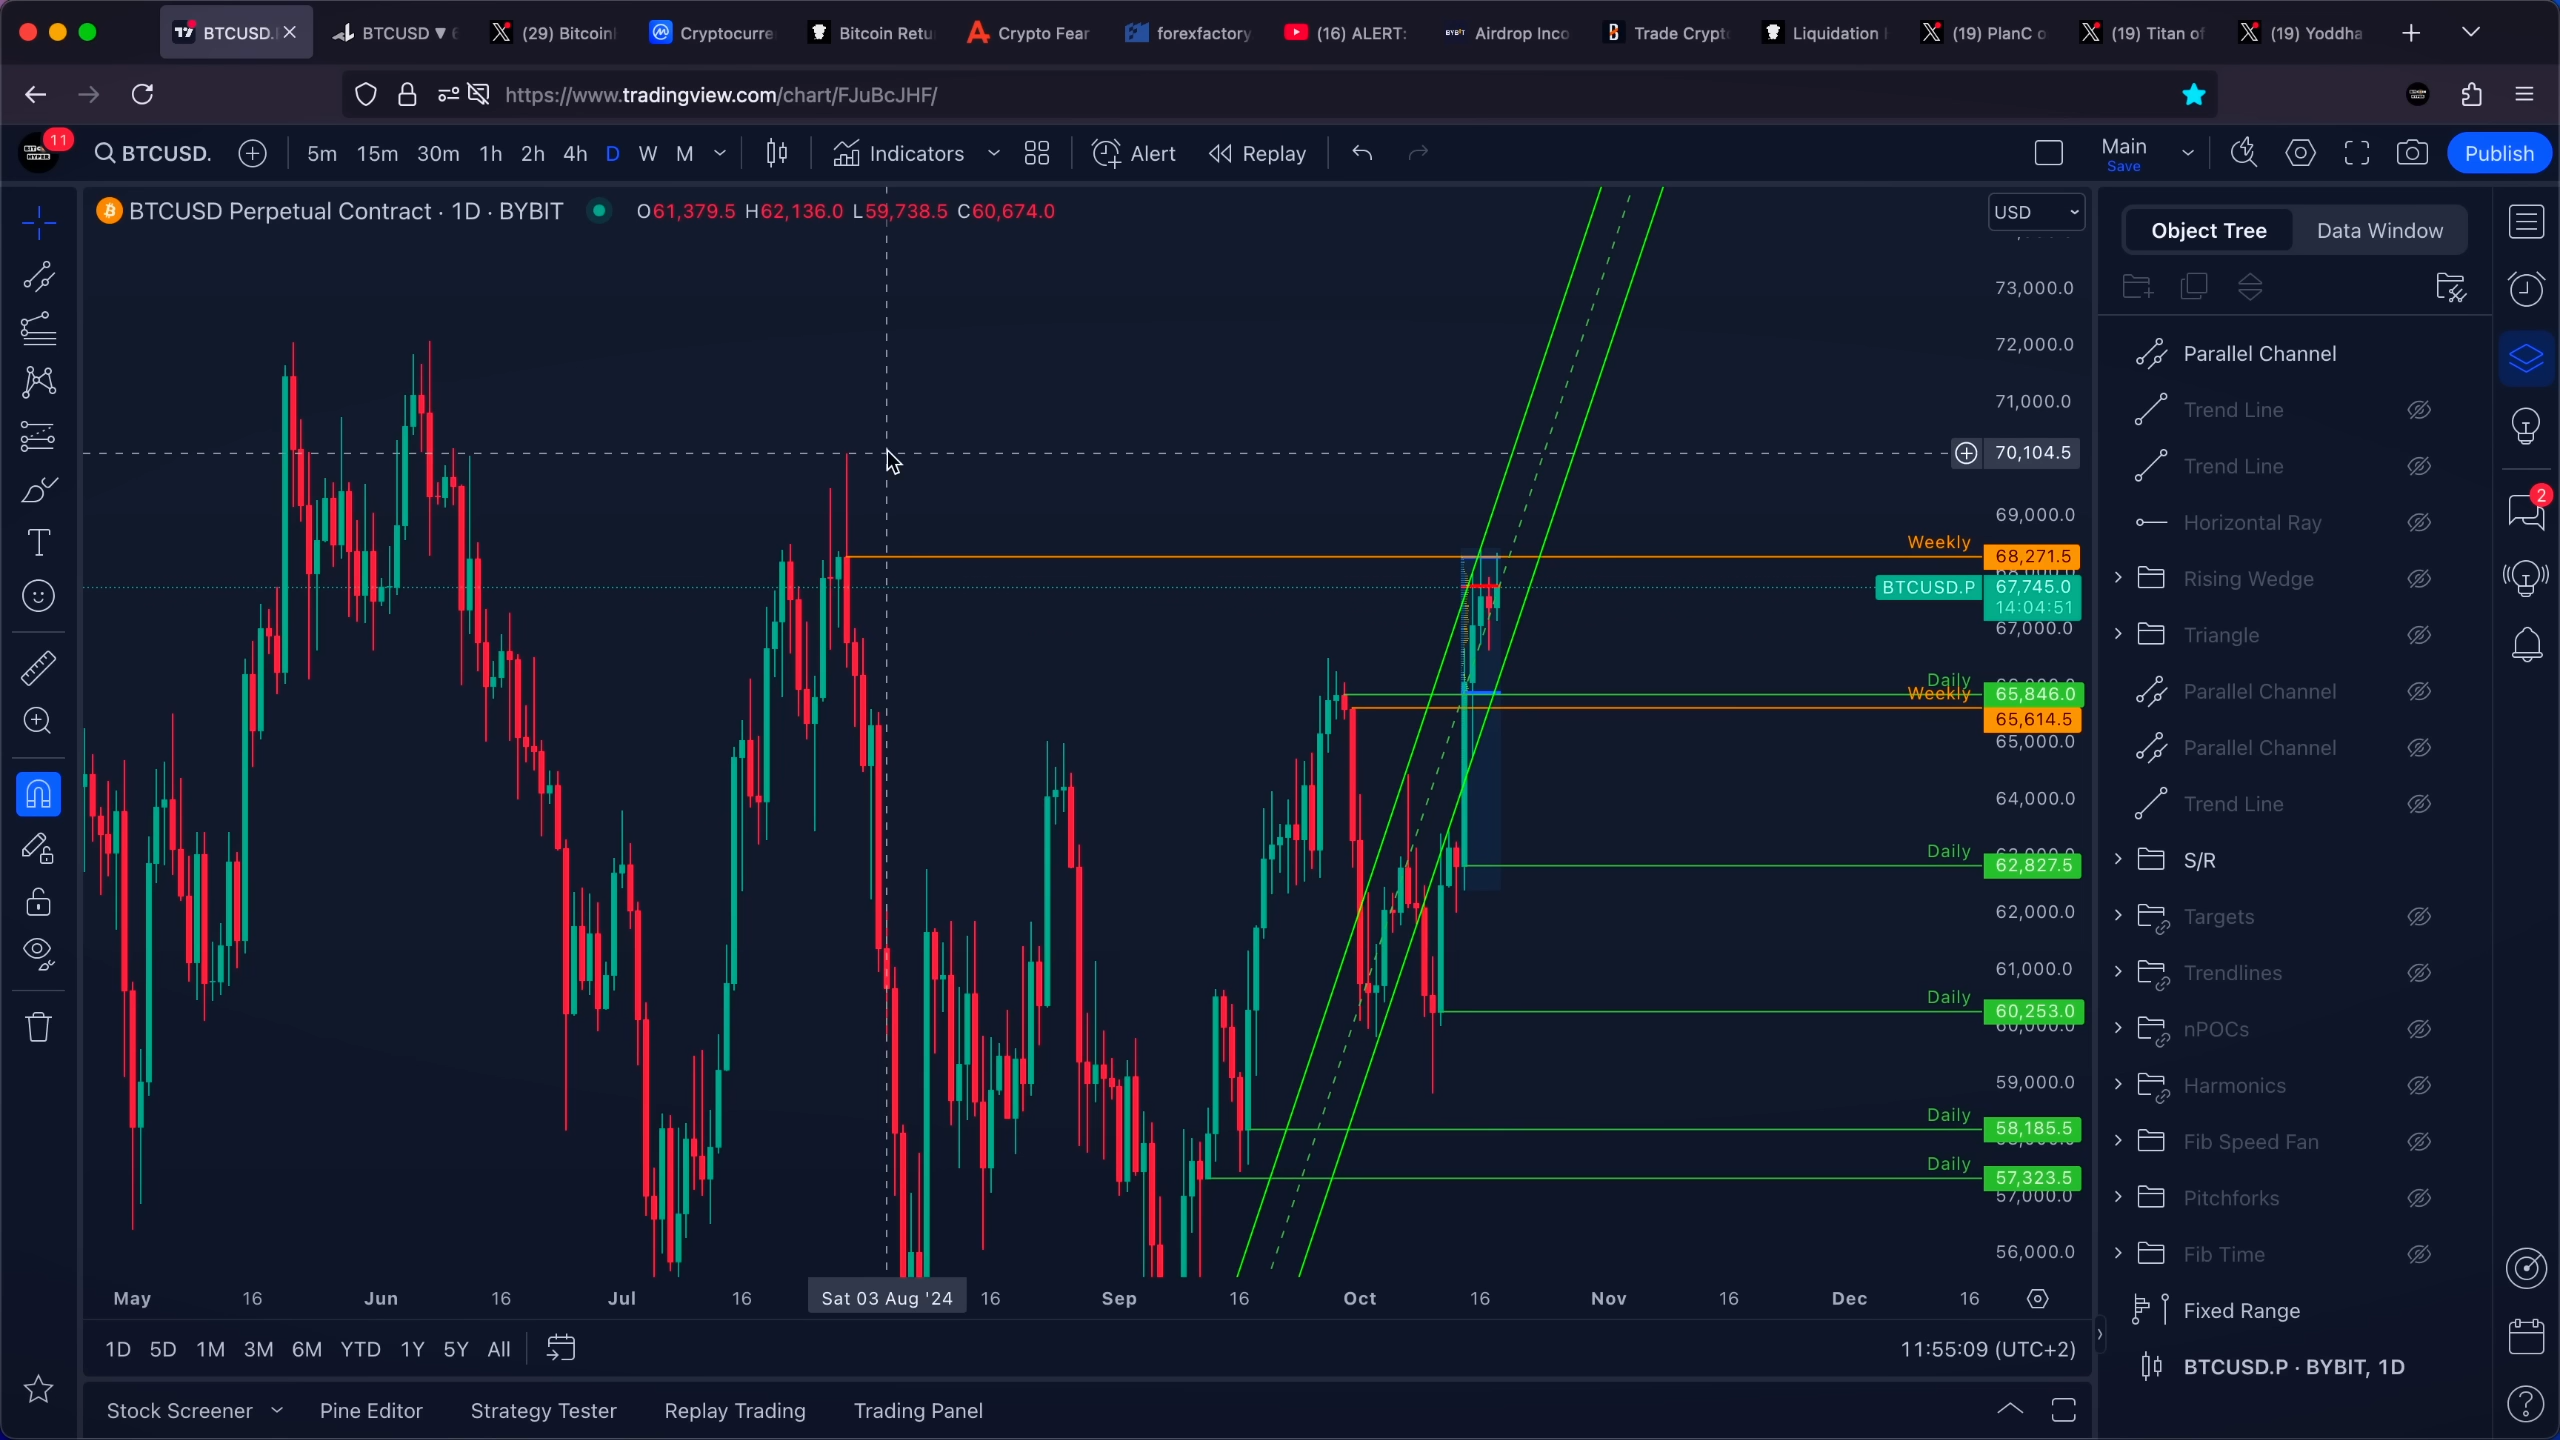 BTCUSD.
BTCUSD ▼ 6
(29) Bitcoin
Cryptocurre
Bitcoin Retu
Crypto Fear
forexfactory
(16) ALERT:
Airdrop Inco
Trade Crypt
Liquidation
(19) PlanC o
(19) Titan of
(19) Yoddha
https://www.tradingview.com/chart/FJuBcJHF/
11
BTCUSD.
5m 15m 30m 1h 2h 4h D W M
Indicators
Alert
Replay
Main
Save
Publish
BTCUSD Perpetual Contract · 1D · BYBIT
O61,379.5 H62,136.0 L59,738.5 C60,674.0
USD
73,000.0
72,000.0
71,000.0
70,104.5
69,000.0
Weekly 68,271.5
BTCUSD.P 67,745.0
14:04:51
67,000.0
Daily 65,846.0
Weekly 65,614.5
65,000.0
64,000.0
Daily 62,827.5
62,000.0
61,000.0
Daily 60,253.0
60,000.0
59,000.0
Daily 58,185.5
Daily 57,323.5
57,000.0
56,000.0
May 16 Jun 16 Jul 16 Sat 03 Aug '24 16 Sep 16 Oct 16 Nov 16 Dec 16
1D 5D 1M 3M 6M YTD 1Y 5Y All
11:55:09 (UTC+2)
Stock Screener
Pine Editor
Strategy Tester
Replay Trading
Trading Panel
Object Tree
Data Window
Parallel Channel
Trend Line
Trend Line
Horizontal Ray
Rising Wedge
Triangle
Parallel Channel
Parallel Channel
Trend Line
S/R
Targets
Trendlines
nPOCs
Harmonics
Fib Speed Fan
Pitchforks
Fib Time
Fixed Range
BTCUSD.P · BYBIT, 1D
2